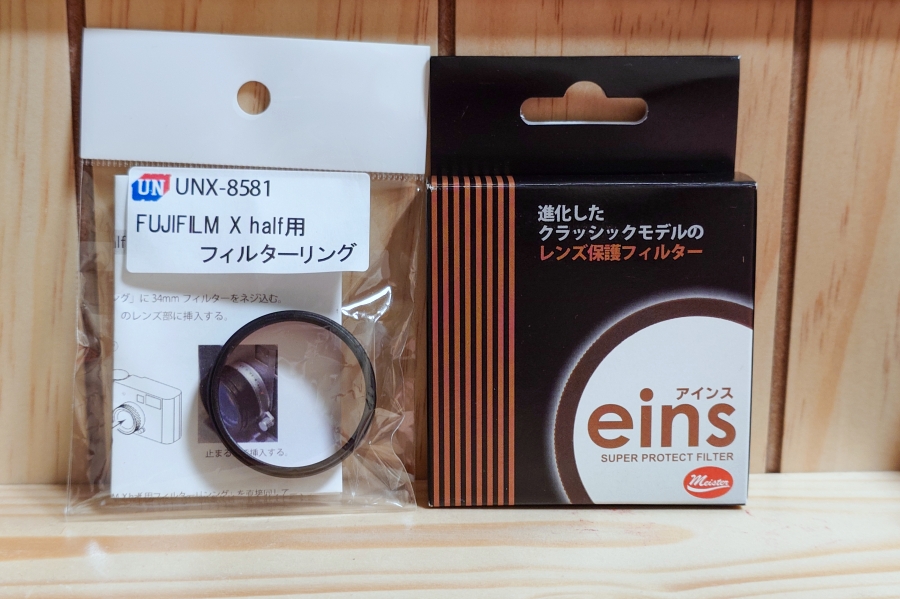 UN UNX-8581
FUJIFILM X half用
フィルターリング
ング」に34mm フィルターをネジ込む。
のレンズ部に挿入する。
止まる
挿入する。
進化した
クラッシックモデルの
レンズ保護フィルター
アインス
eins
SUPER PROTECT FILTER
Meister